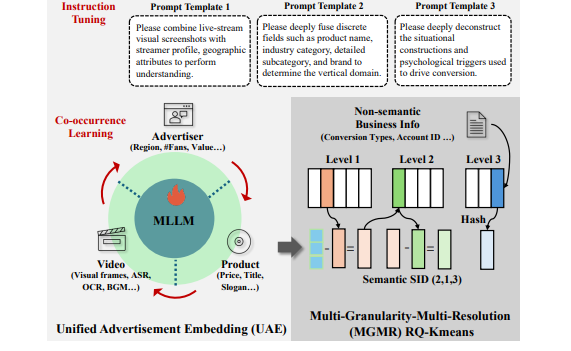 Instruction
Tuning
Prompt Template 1
Please combine live-stream
visual screenshots with
streamer profile, geographic
attributes to perform
understanding.
Prompt Template 2
Please deeply fuse discrete
fields such as product name,
industry category, detailed
subcategory, and brand to
determine the vertical domain.
Prompt Template 3
Please deeply deconstruct
the situational
constructions and
psychological triggers used
to drive conversion.
Co-occurrence
Learning
Advertiser
(Region, #Fans, Value…)
MLLM
Video
(Visual frames, ASR,
OCR, BGM…)
Product
(Price, Title,
Slogan…)
Unified Advertisement Embedding (UAE)
Non-semantic
Business Info
(Conversion Types, Account ID …)
Level 1
Level 2
Level 3
Hash
- = - =
Semantic SID (2,1,3)
Multi-Granularity-Multi-Resolution
(MGMR) RQ-Kmeans